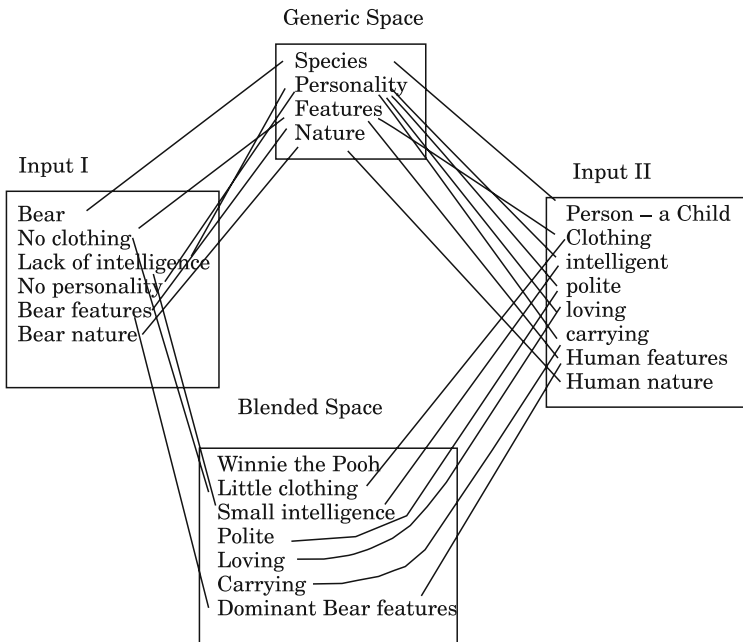 Generic Space
Species
Personality
Features
Nature
Input I
Bear
No clothing
Lack of intelligence
No personality
Bear features
Bear nature
Input II
Person – a Child
Clothing
intelligent
polite
loving
carrying
Human features
Human nature
Blended Space
Winnie the Pooh
Little clothing
Small intelligence
Polite
Loving
Carrying
Dominant Bear features